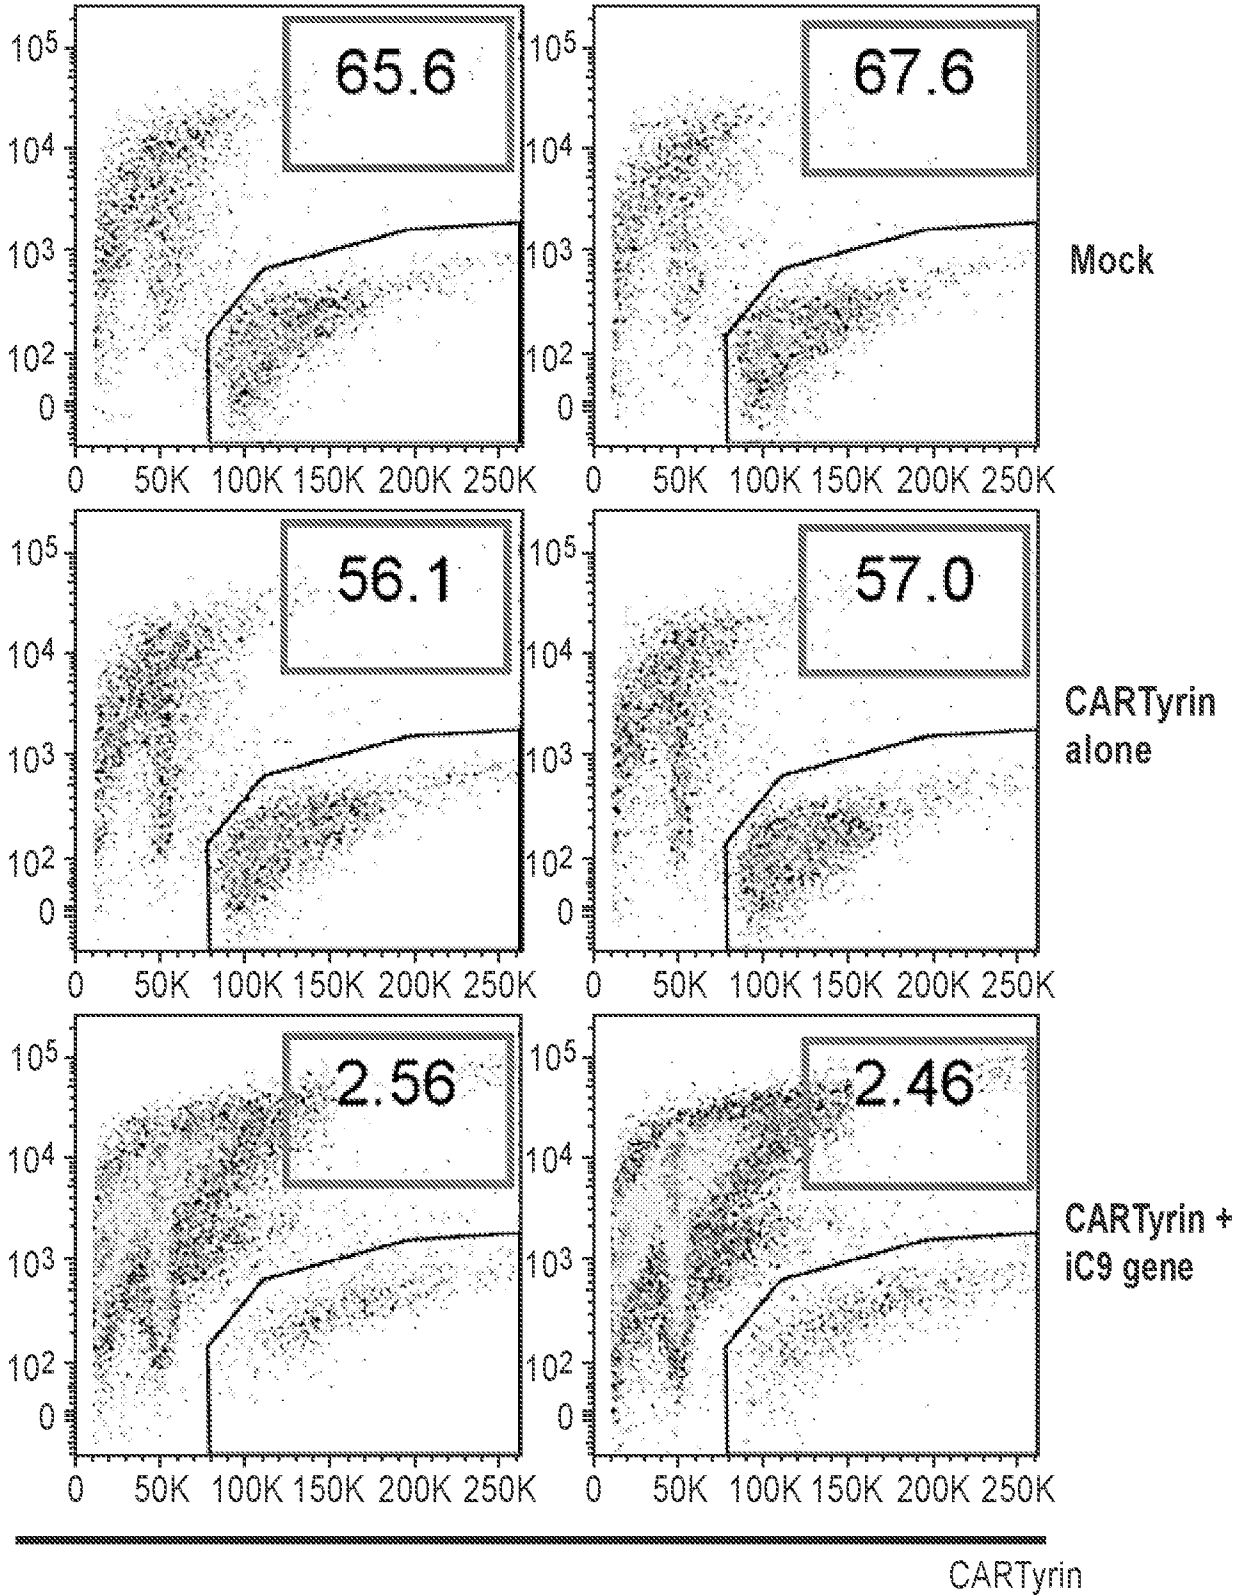 10⁵ 65.6 10⁵ 67.6
10⁴ 10⁴
10³ 10³ Mock
10² 10²
0 0
0 50K 100K 150K 200K 250K 0 50K 100K 150K 200K 250K
10⁵ 56.1 10⁵ 57.0
10⁴ 10⁴
CARTyrin
alone
10³ 10³
10² 10²
0 0
0 50K 100K 150K 200K 250K 0 50K 100K 150K 200K 250K
10⁵ 2.56 10⁵ 2.46
10⁴ 10⁴
CARTyrin +
iC9 gene
10³ 10³
10² 10²
0 0
0 50K 100K 150K 200K 250K 0 50K 100K 150K 200K 250K
CARTyrin